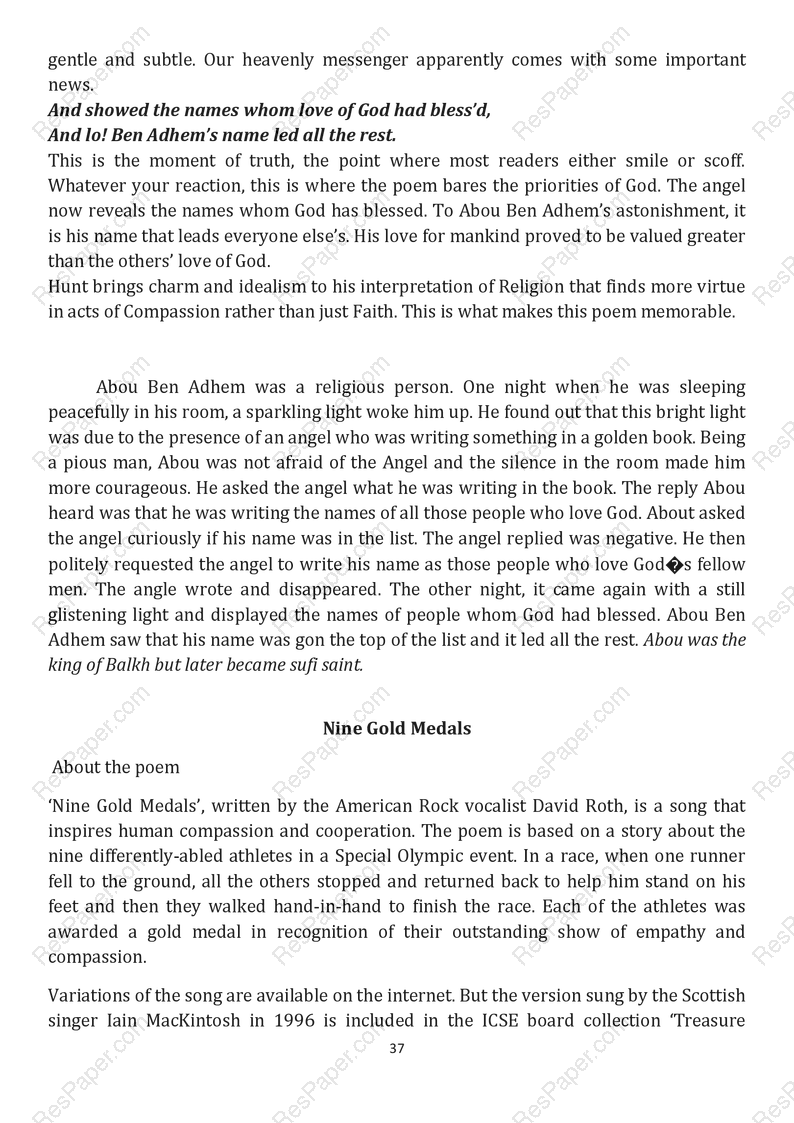 gentle and subtle. Our heavenly messenger apparently comes with some important
news.
And showed the names whom love of God had bless’d,
And lo! Ben Adhem’s name led all the rest.
This is the moment of truth, the point where most readers either smile or scoff.
Whatever your reaction, this is where the poem bares the priorities of God. The angel
now reveals the names whom God has blessed. To Abou Ben Adhem’s astonishment, it
is his name that leads everyone else’s. His love for mankind proved to be valued greater
than the others’ love of God.
Hunt brings charm and idealism to his interpretation of Religion that finds more virtue
in acts of Compassion rather than just Faith. This is what makes this poem memorable.
Abou Ben Adhem was a religious person. One night when he was sleeping
peacefully in his room, a sparkling light woke him up. He found out that this bright light
was due to the presence of an angel who was writing something in a golden book. Being
a pious man, Abou was not afraid of the Angel and the silence in the room made him
more courageous. He asked the angel what he was writing in the book. The reply Abou
heard was that he was writing the names of all those people who love God. About asked
the angel curiously if his name was in the list. The angel replied was negative. He then
politely requested the angel to write his name as those people who love God�s fellow
men. The angle wrote and disappeared. The other night, it came again with a still
glistening light and displayed the names of people whom God had blessed. Abou Ben
Adhem saw that his name was gon the top of the list and it led all the rest. Abou was the
king of Balkh but later became sufi saint.
Nine Gold Medals
About the poem
‘Nine Gold Medals’, written by the American Rock vocalist David Roth, is a song that
inspires human compassion and cooperation. The poem is based on a story about the
nine differently-abled athletes in a Special Olympic event. In a race, when one runner
fell to the ground, all the others stopped and returned back to help him stand on his
feet and then they walked hand-in-hand to finish the race. Each of the athletes was
awarded a gold medal in recognition of their outstanding show of empathy and
compassion.
Variations of the song are available on the internet. But the version sung by the Scottish
singer Iain MacKintosh in 1996 is included in the ICSE board collection ‘Treasure
37